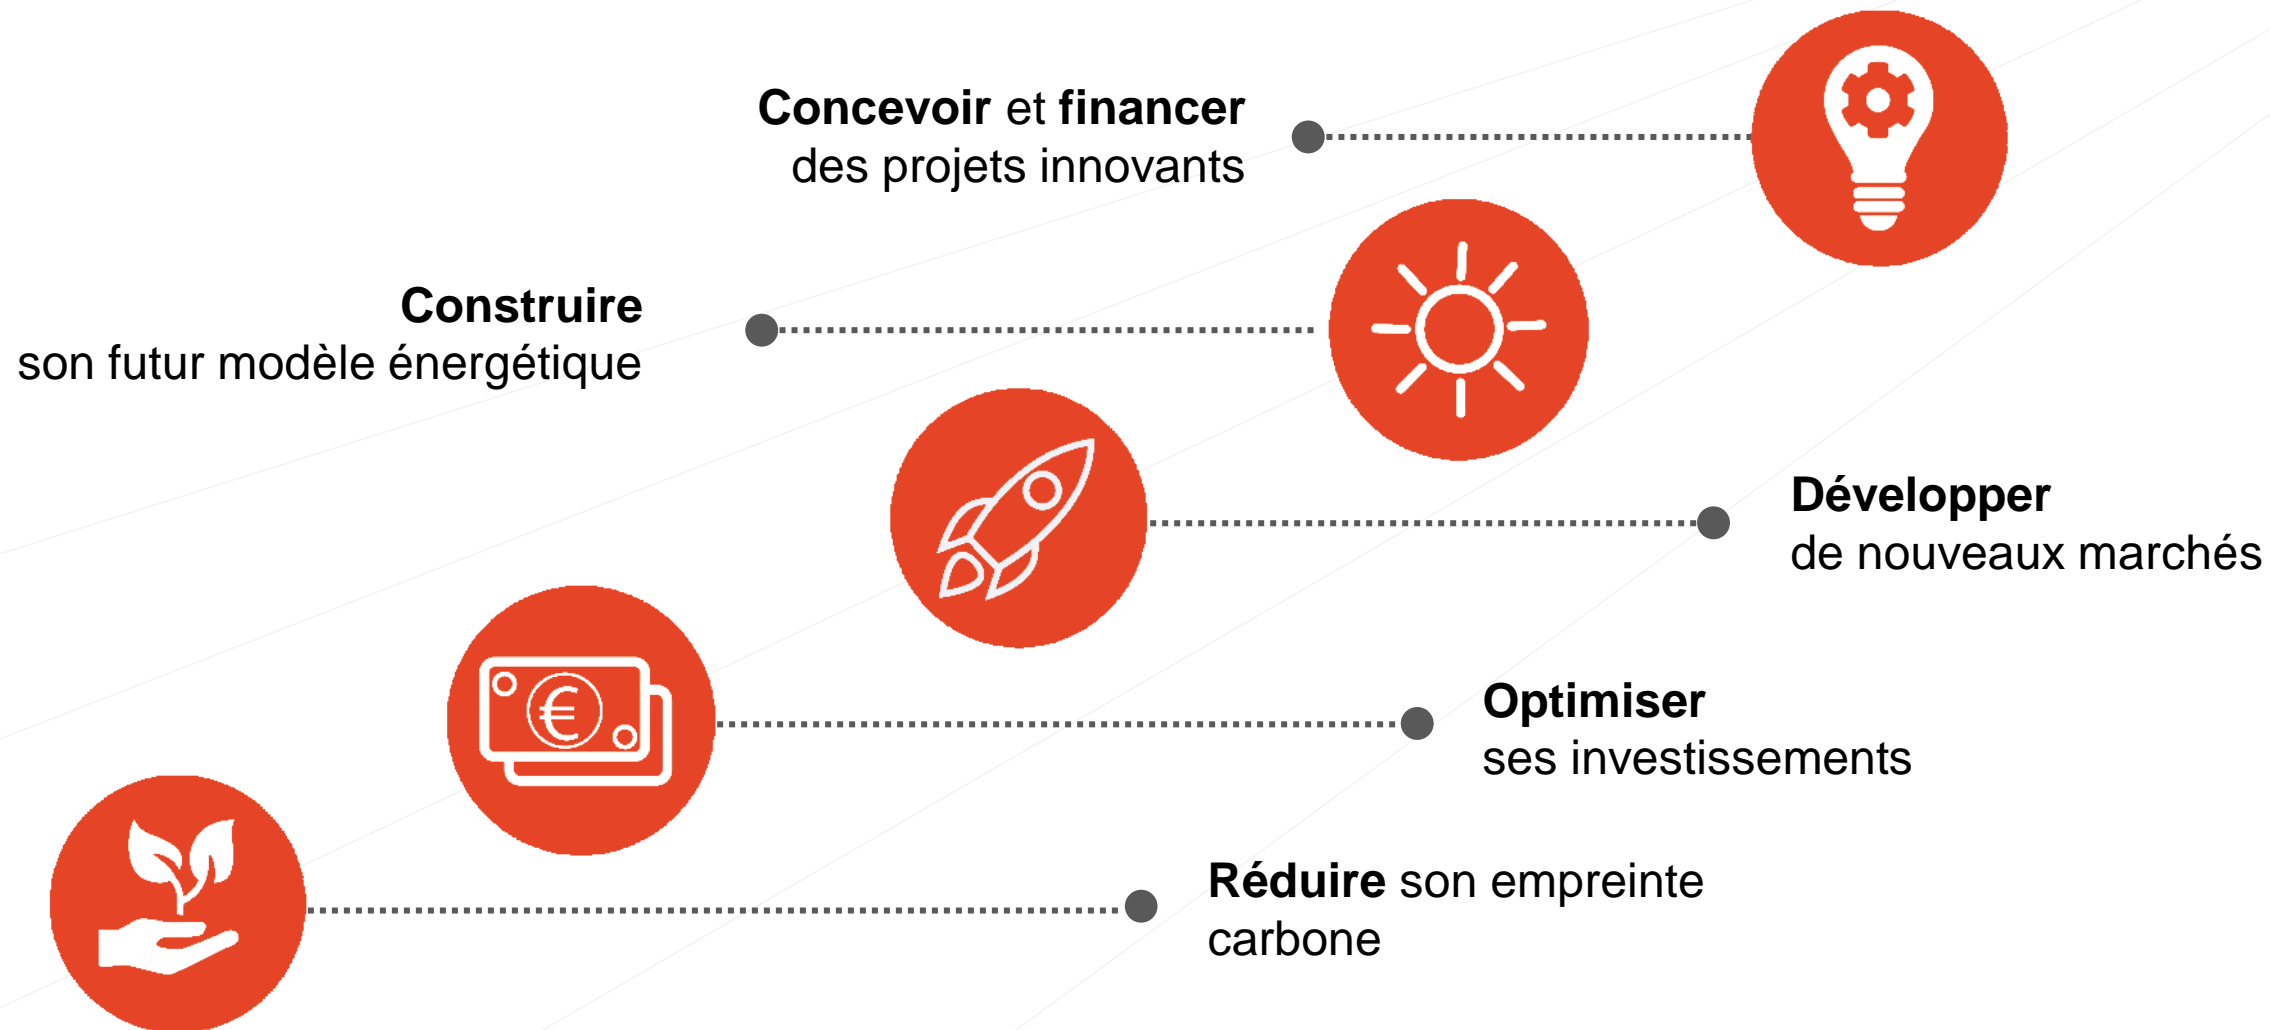 Concevoir et financer
des projets innovants
Construire
son futur modèle énergétique
Développer
de nouveaux marchés
€
Optimiser
ses investissements
Réduire son empreinte
carbone